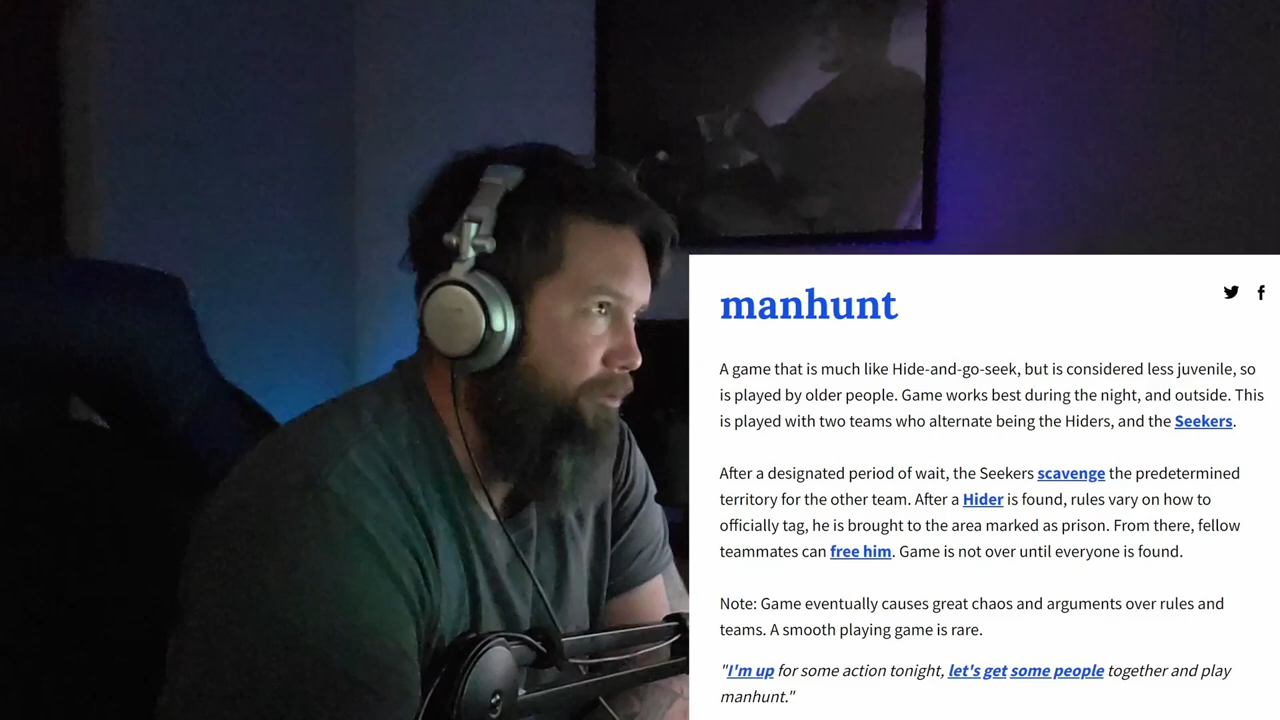 manhunt
A game that is much like Hide-and-go-seek, but is considered less juvenile, so
is played by older people. Game works best during the night, and outside. This
is played with two teams who alternate being the Hiders, and the Seekers.
After a designated period of wait, the Seekers scavenge the predetermined
territory for the other team. After a Hider is found, rules vary on how to
officially tag, he is brought to the area marked as prison. From there, fellow
teammates can free him. Game is not over until everyone is found.
Note: Game eventually causes great chaos and arguments over rules and
teams. A smooth playing game is rare.
"I'm up for some action tonight, let's get some people together and play
manhunt."